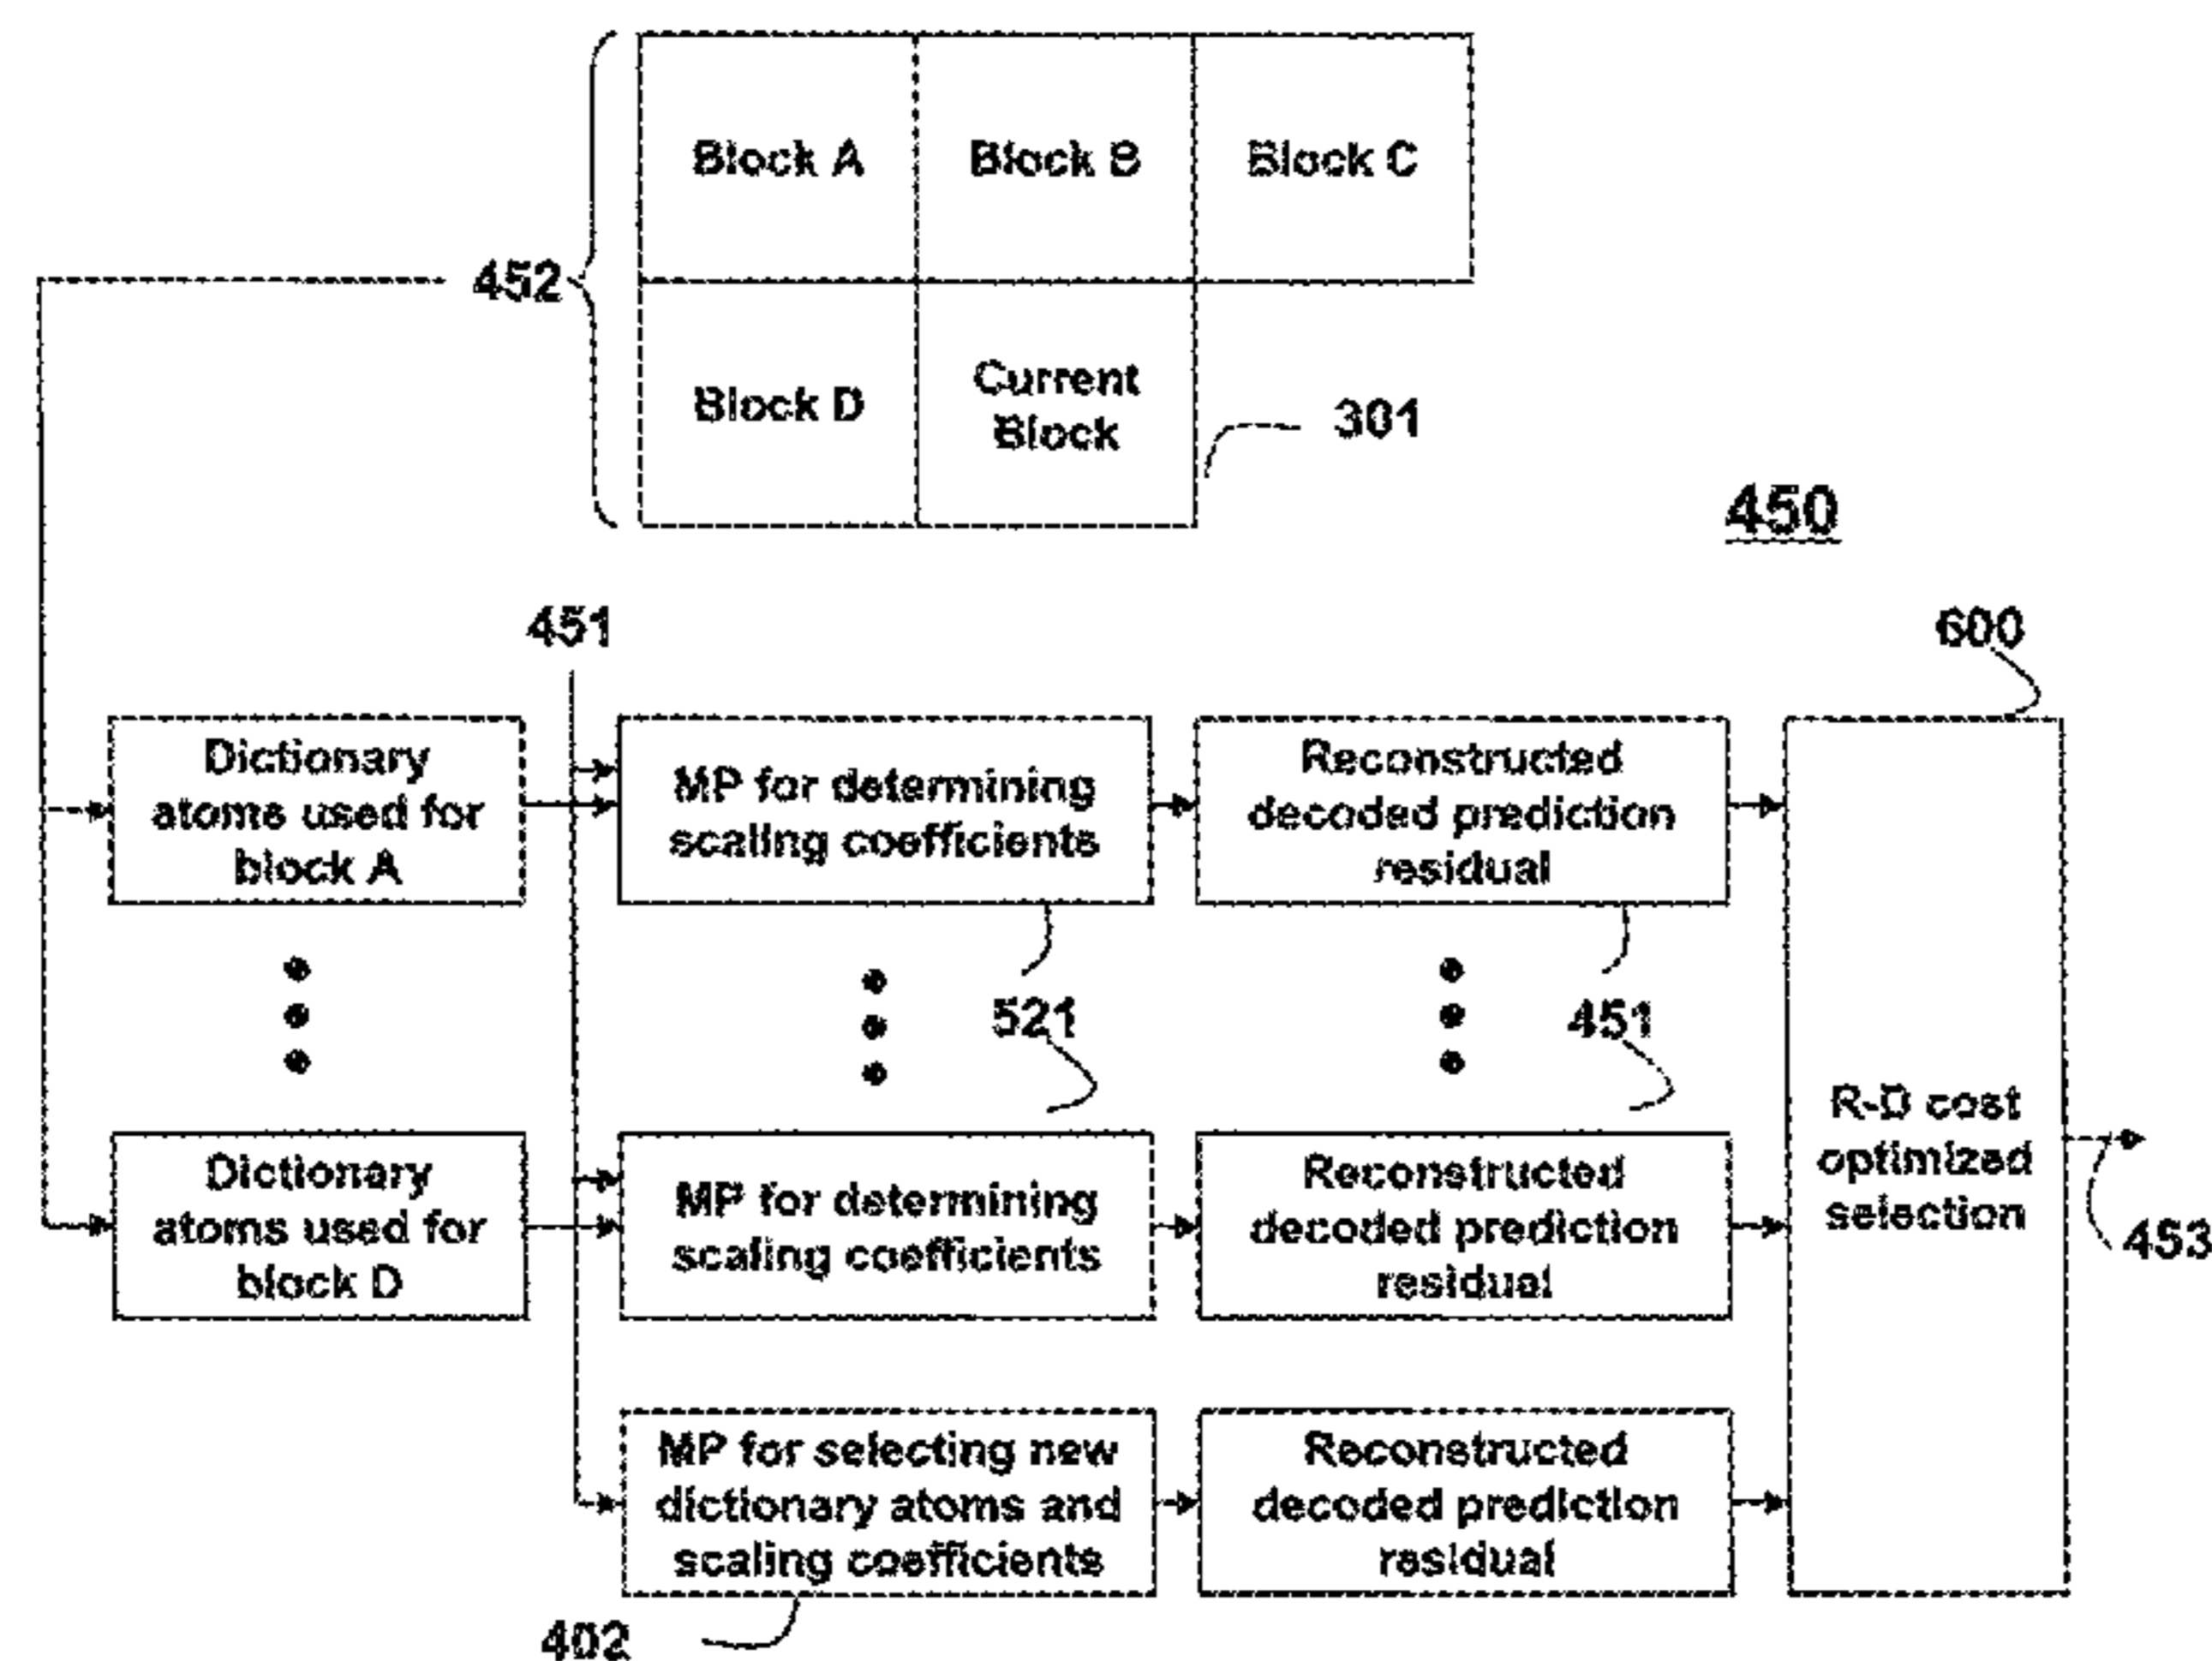 Block A
Block B
Block C
452
Block D
Current
Block
301
450
451
600
Dictionary
atoms used for
block A
MP for determining
scaling coefficients
Reconstructed
decoded prediction
residual
521
451
R-D cost
optimized
selection
453
Dictionary
atoms used for
block D
MP for determining
scaling coefficients
Reconstructed
decoded prediction
residual
MP for selecting new
dictionary atoms and
scaling coefficients
Reconstructed
decoded prediction
residual
402